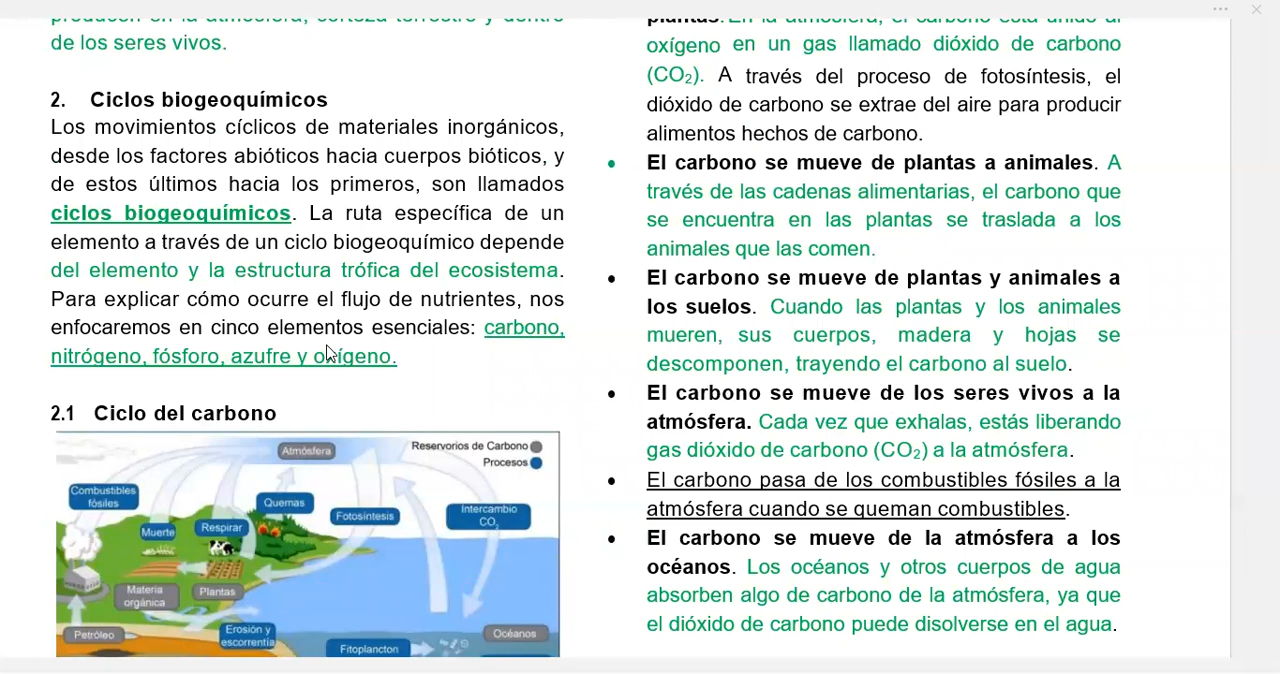 de los seres vivos.
2. Ciclos biogeoquímicos
Los movimientos cíclicos de materiales inorgánicos,
desde los factores abióticos hacia cuerpos bióticos, y
de estos últimos hacia los primeros, son llamados
ciclos biogeoquímicos. La ruta específica de un
elemento a través de un ciclo biogeoquímico depende
del elemento y la estructura trófica del ecosistema.
Para explicar cómo ocurre el flujo de nutrientes, nos
enfocaremos en cinco elementos esenciales: carbono,
nitrógeno, fósforo, azufre y oxígeno.
2.1 Ciclo del carbono
Atmósfera
Reservorios de Carbono
Procesos
Combustibles
fósiles
Quemas
Fotosíntesis
Intercambio
CO2
Muerte
Respirar
Materia
orgánica
Plantas
Petróleo
Erosión y
escorrentía
Océanos
Fitoplancton
plantas. En la atmósfera, el carbono está unido al
oxígeno en un gas llamado dióxido de carbono
(CO₂). A través del proceso de fotosíntesis, el
dióxido de carbono se extrae del aire para producir
alimentos hechos de carbono.
• El carbono se mueve de plantas a animales. A
través de las cadenas alimentarias, el carbono que
se encuentra en las plantas se traslada a los
animales que las comen.
• El carbono se mueve de plantas y animales a
los suelos. Cuando las plantas y los animales
mueren, sus cuerpos, madera y hojas se
descomponen, trayendo el carbono al suelo.
• El carbono se mueve de los seres vivos a la
atmósfera. Cada vez que exhalas, estás liberando
gas dióxido de carbono (CO₂) a la atmósfera.
• El carbono pasa de los combustibles fósiles a la
atmósfera cuando se queman combustibles.
• El carbono se mueve de la atmósfera a los
océanos. Los océanos y otros cuerpos de agua
absorben algo de carbono de la atmósfera, ya que
el dióxido de carbono puede disolverse en el agua.